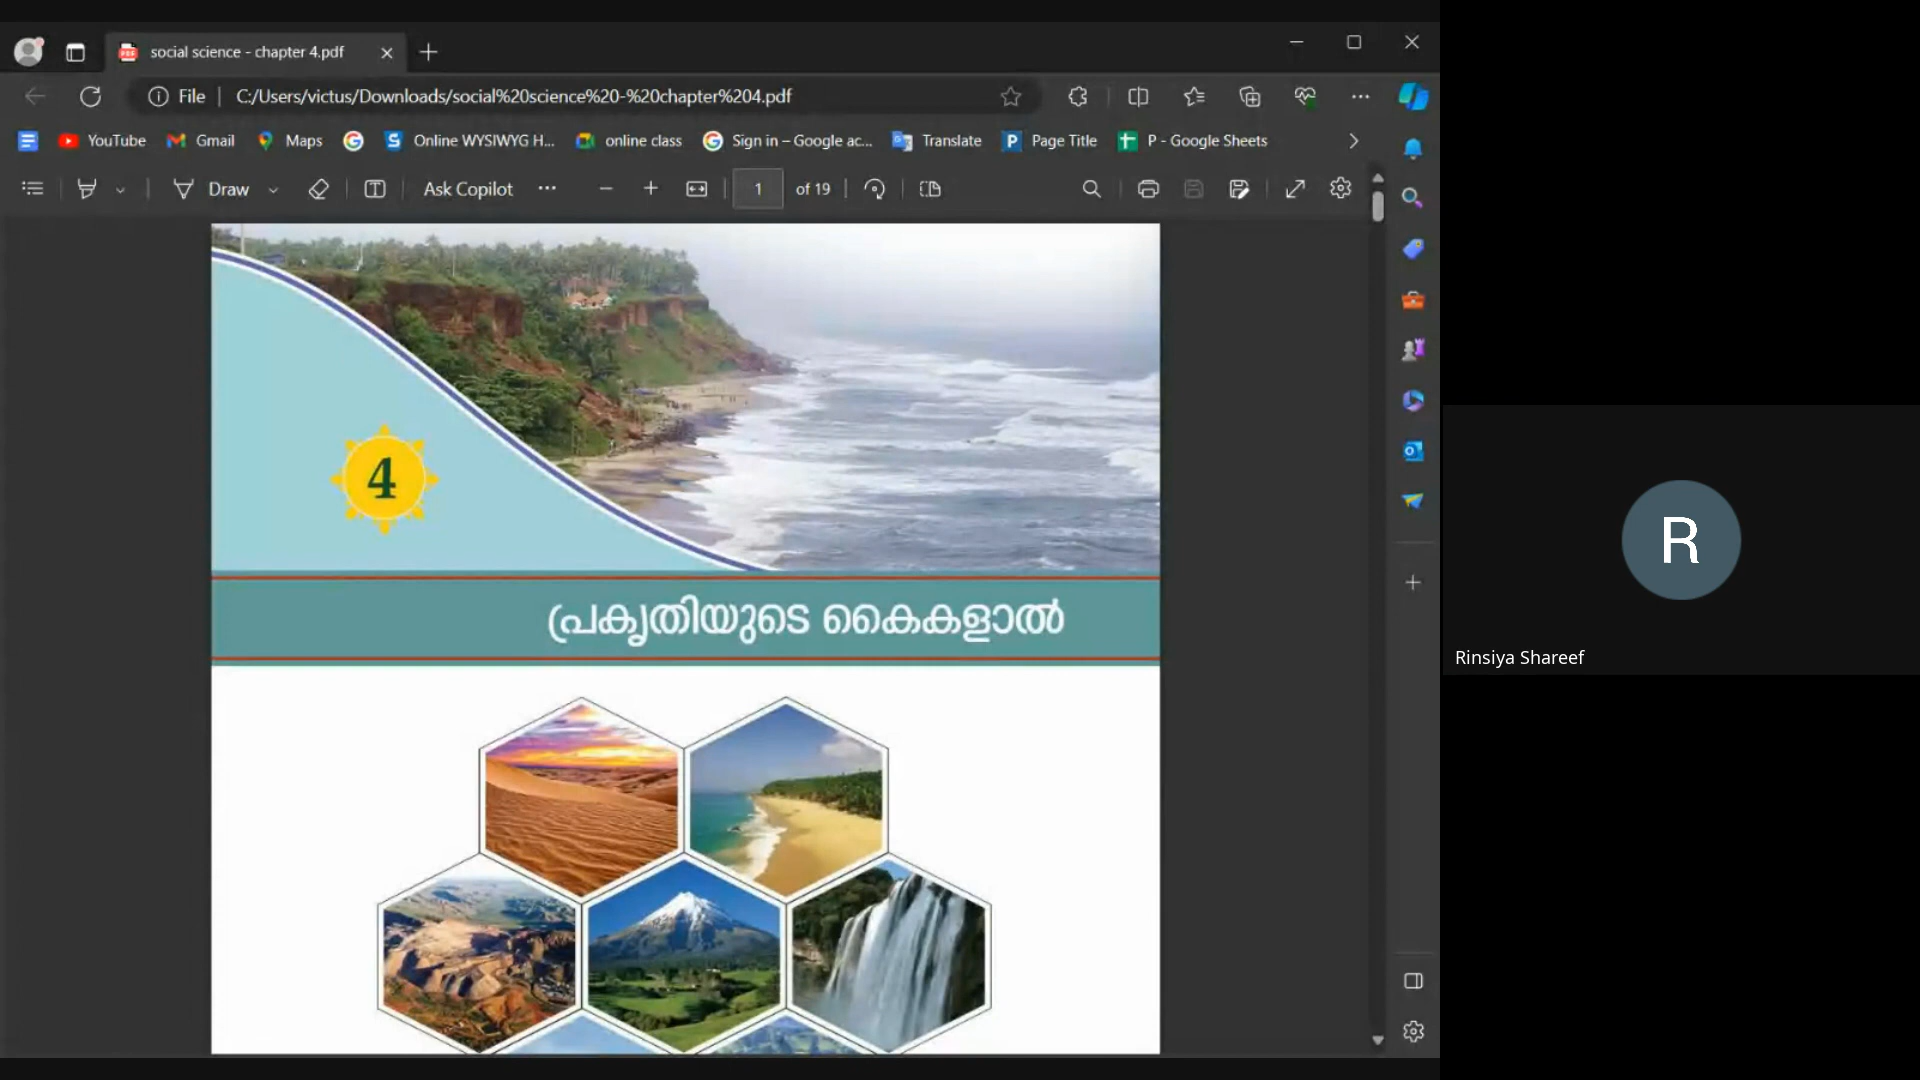 social science - chapter 4.pdf
File
C:/Users/victus/Downloads/social%20science%20-%20chapter%204.pdf
YouTube
Gmail
Maps
Online WYSIWYG H...
online class
Sign in – Google ac...
Translate
Page Title
P - Google Sheets
Draw
Ask Copilot
1
of 19
4
പ്രകൃതിയുടെ കൈകളാൽ
R
Rinsiya Shareef